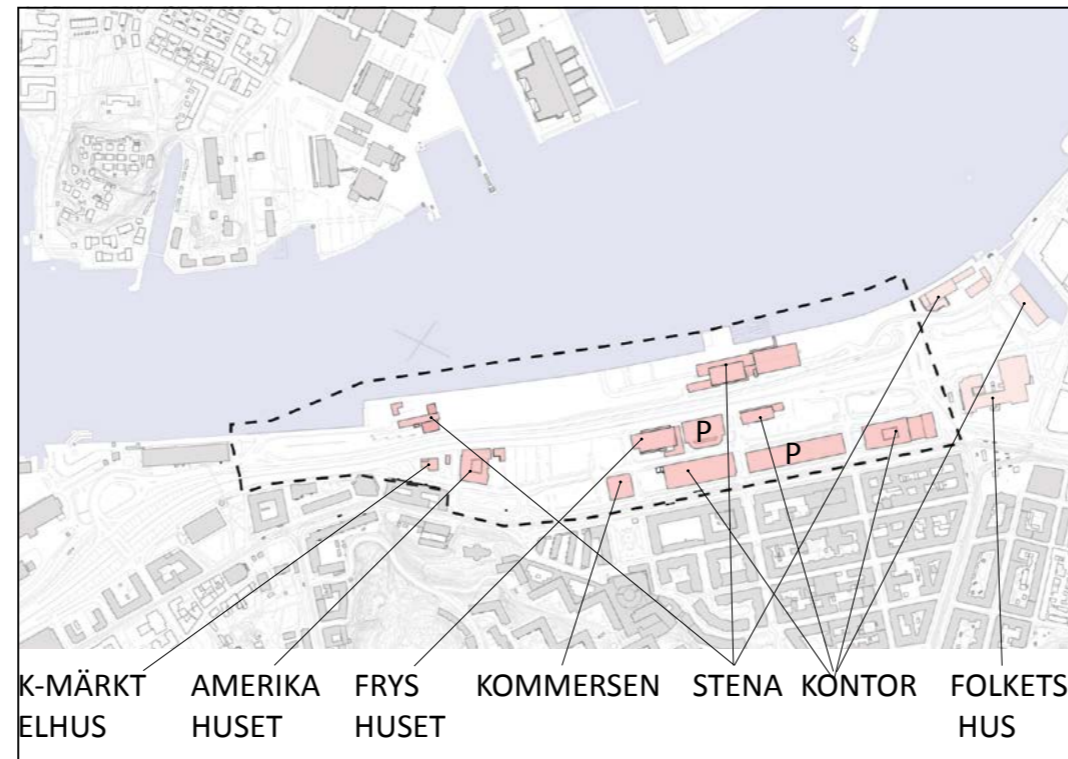 P
P
K-MÄRKT ELHUS
AMERIKA HUSET
FRYS HUSET
KOMMERSEN
STENA
KONTOR
FOLKETS HUS